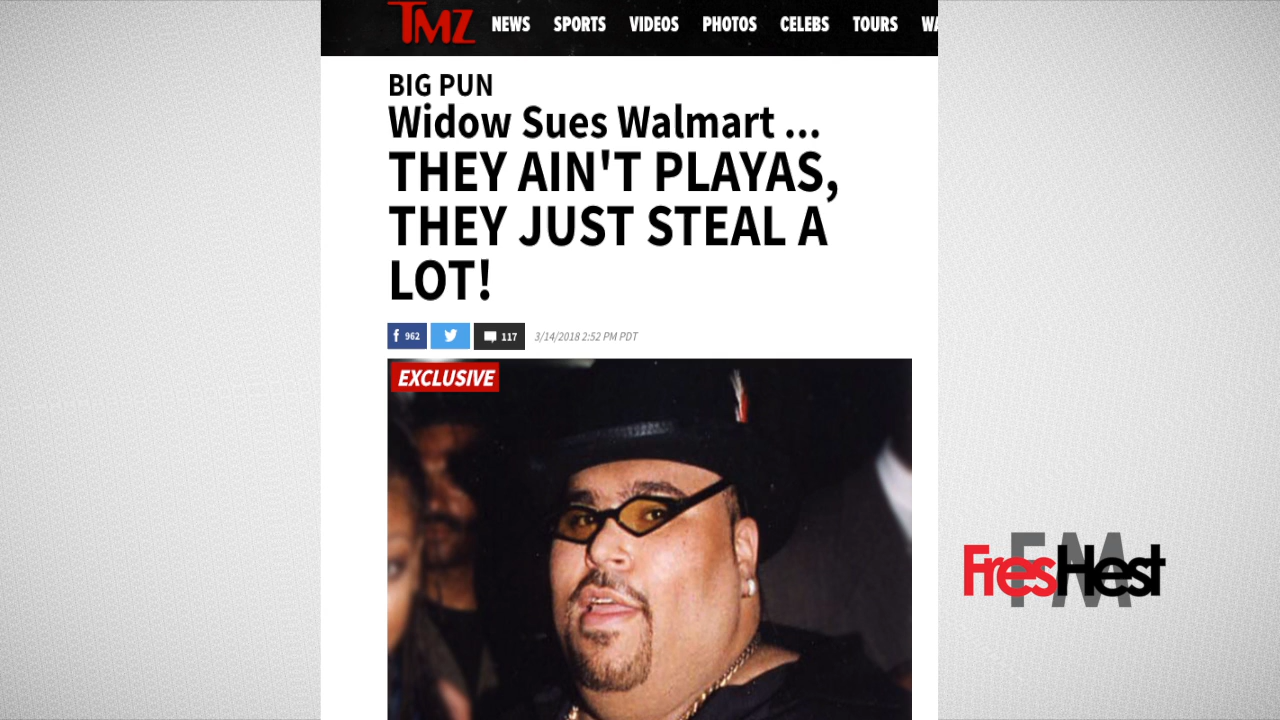 TMZ NEWS SPORTS VIDEOS PHOTOS CELEBS TOURS WA
BIG PUN
Widow Sues Walmart ...
THEY AIN'T PLAYAS,
THEY JUST STEAL A
LOT!
962 117 3/14/2018 2:52 PM PDT
EXCLUSIVE
FM
FresHest